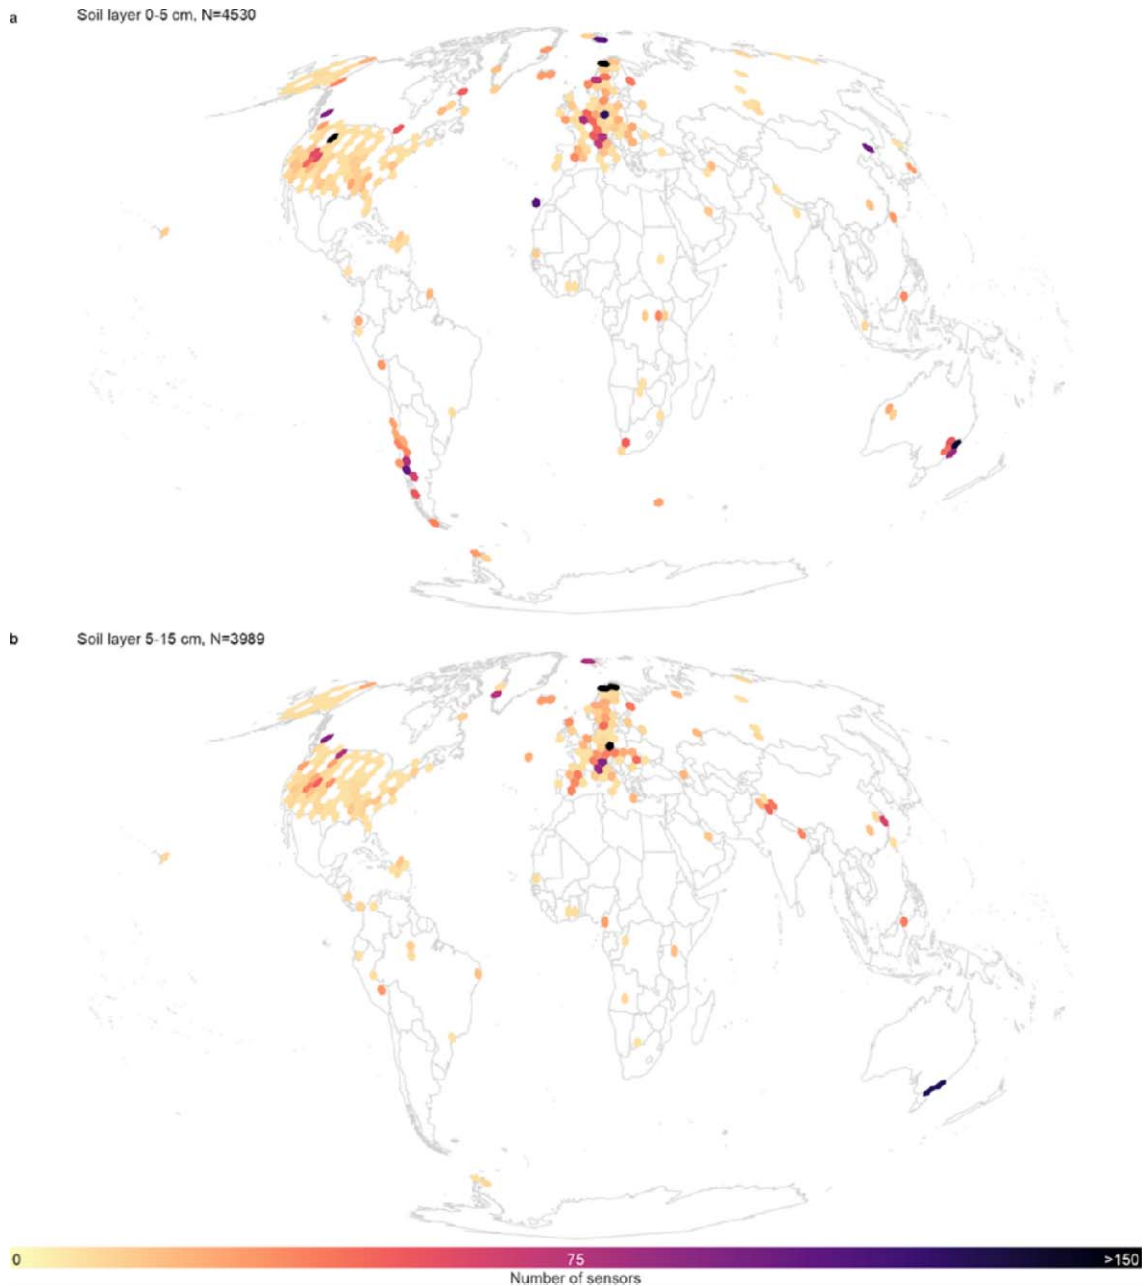 a Soil layer 0-5 cm, N=4530
b Soil layer 5-15 cm, N=3989
0 75 >150
Number of sensors